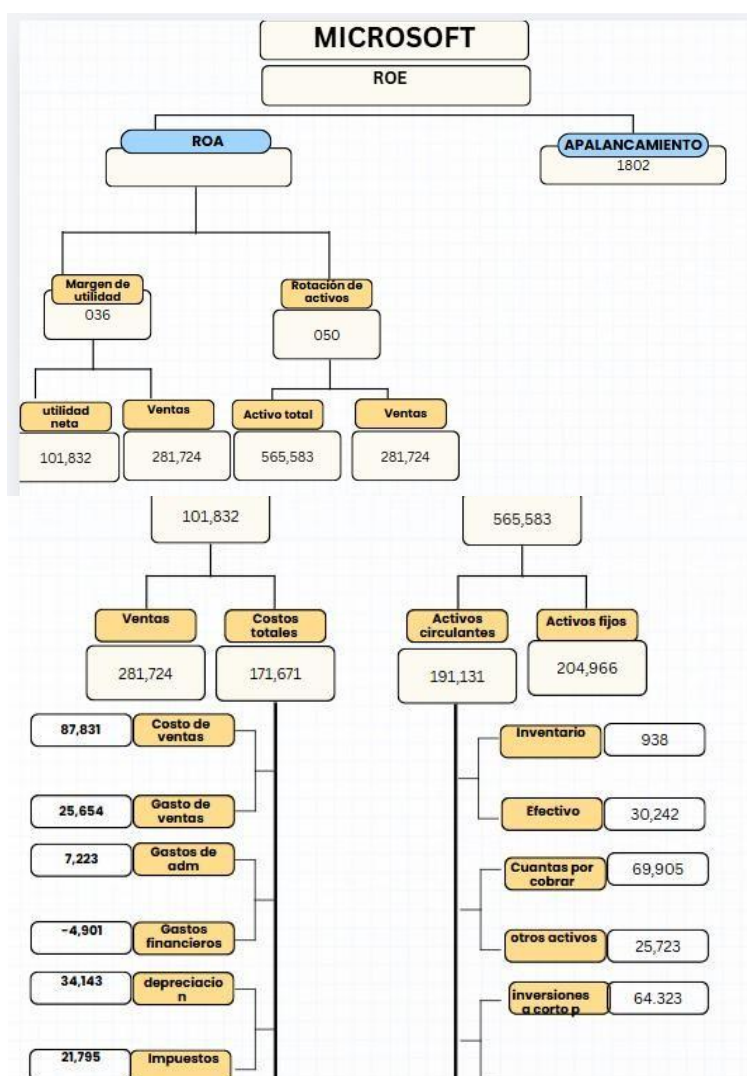 MICROSOFT
ROE
ROA
APALANCAMIENTO
1802
Margen de
utilidad
036
Rotación de
activos
050
utilidad
neta
101,832
Ventas
281,724
Activo total
565,583
Ventas
281,724
101,832
565,583
Ventas
281,724
Costos
totales
171,671
Activos
circulantes
191,131
Activos fijos
204,966
87,831
Costo de
ventas
25,654
Gasto de
ventas
7,223
Gastos de
adm
-4,901
Gastos
financieros
34,143
depreciacio
n
21,795
Impuestos
Inventario
938
Efectivo
30,242
Cuantas por
cobrar
69,905
otros activos
25,723
inversiones
a corto p
64.323